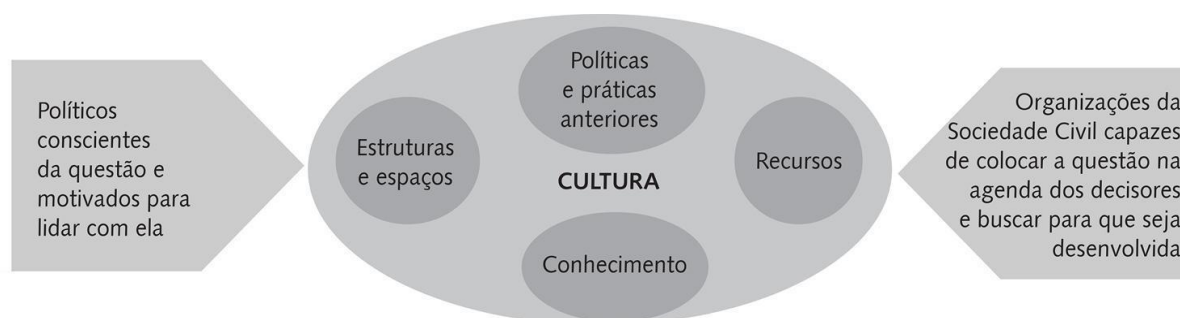 Políticos
conscientes
da questão e
motivados para
lidar com ela
Estruturas
e espaços
Políticas
e práticas
anteriores
CULTURA
Conhecimento
Recursos
Organizações da
Sociedade Civil capazes
de colocar a questão na
agenda dos decisores
e buscar para que seja
desenvolvida